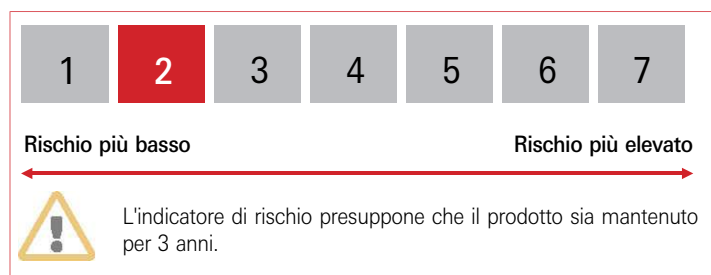 1 2 3 4 5 6 7
Rischio più basso Rischio più elevato
L'indicatore di rischio presuppone che il prodotto sia mantenuto
per 3 anni.